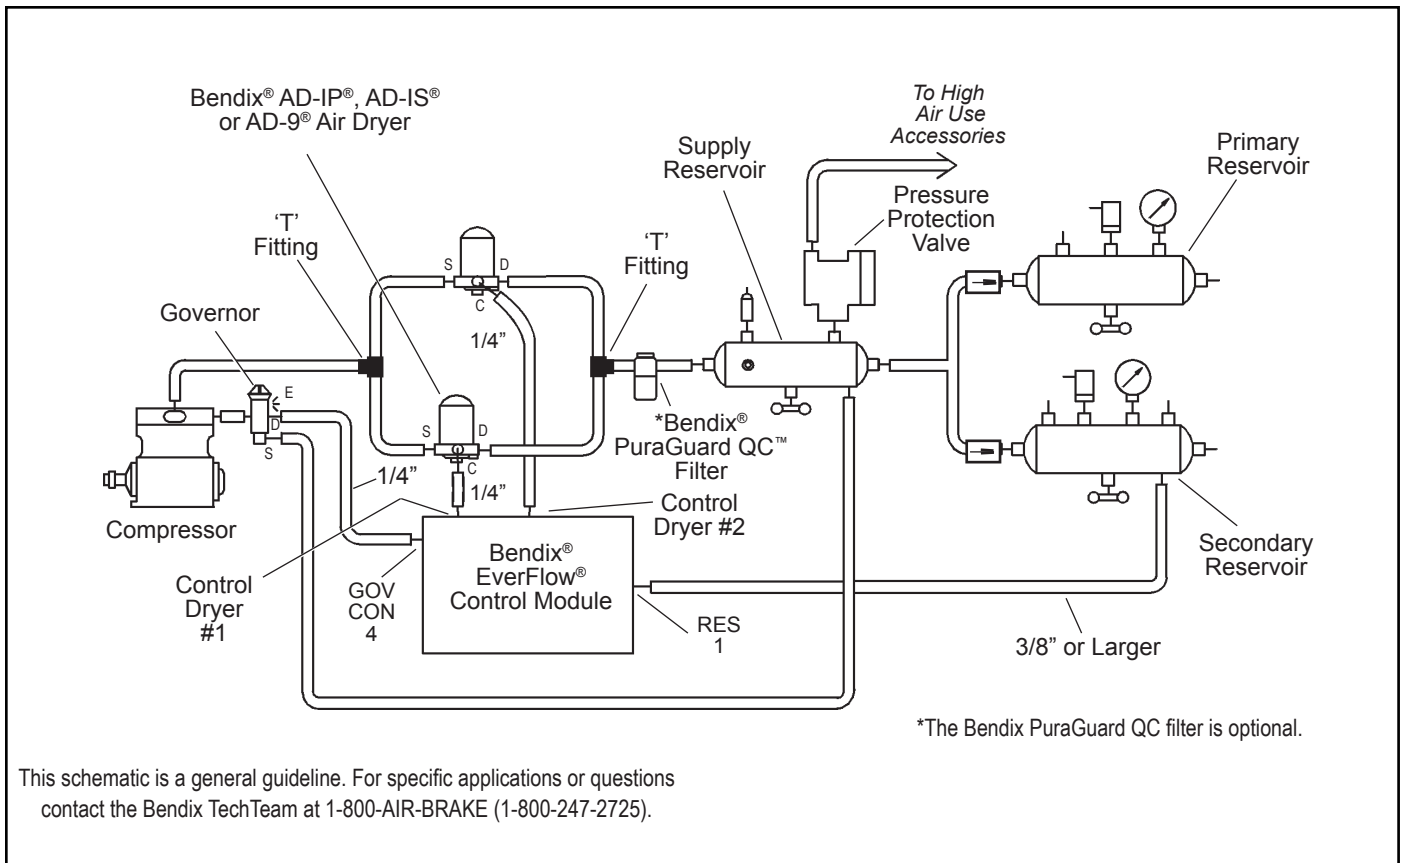 Bendix® AD-IP®, AD-IS®
or AD-9® Air Dryer
To High
Air Use
Accessories
Supply
Reservoir
Primary
Reservoir
Pressure
Protection
Valve
'T'
Fitting
'T'
Fitting
S
D
C
1/4”
Governor
E
D
S
S
D
C
1/4”
1/4”
*Bendix®
PuraGuard QC™
Filter
Compressor
Control
Dryer #2
Control
Dryer
#1
GOV
CON
4
Bendix®
EverFlow®
Control Module
RES
1
Secondary
Reservoir
3/8” or Larger
*The Bendix PuraGuard QC filter is optional.
This schematic is a general guideline. For specific applications or questions
contact the Bendix TechTeam at 1-800-AIR-BRAKE (1-800-247-2725).